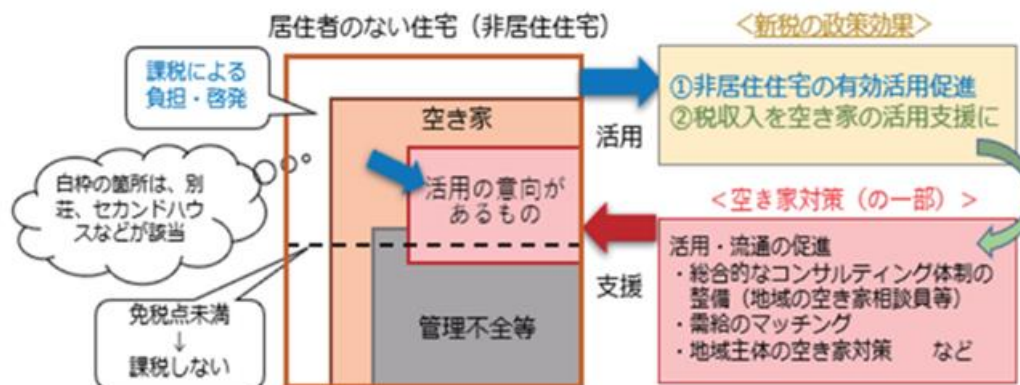 居住者のない住宅（非居住住宅）
＜新税の政策効果＞
課税による
負担・啓発
①非居住住宅の有効活用促進
②税収入を空き家の活用支援に
空き家
活用
白枠の箇所は、別
荘、セカンドハウ
スなどが該当
活用の意向が
あるもの
＜空き家対策（の一部）＞
活用・流通の促進
・総合的なコンサルティング体制の
整備（地域の空き家相談員等）
・需給のマッチング
・地域主体の空き家対策　など
支援
免税点未満
↓
課税しない
管理不全等